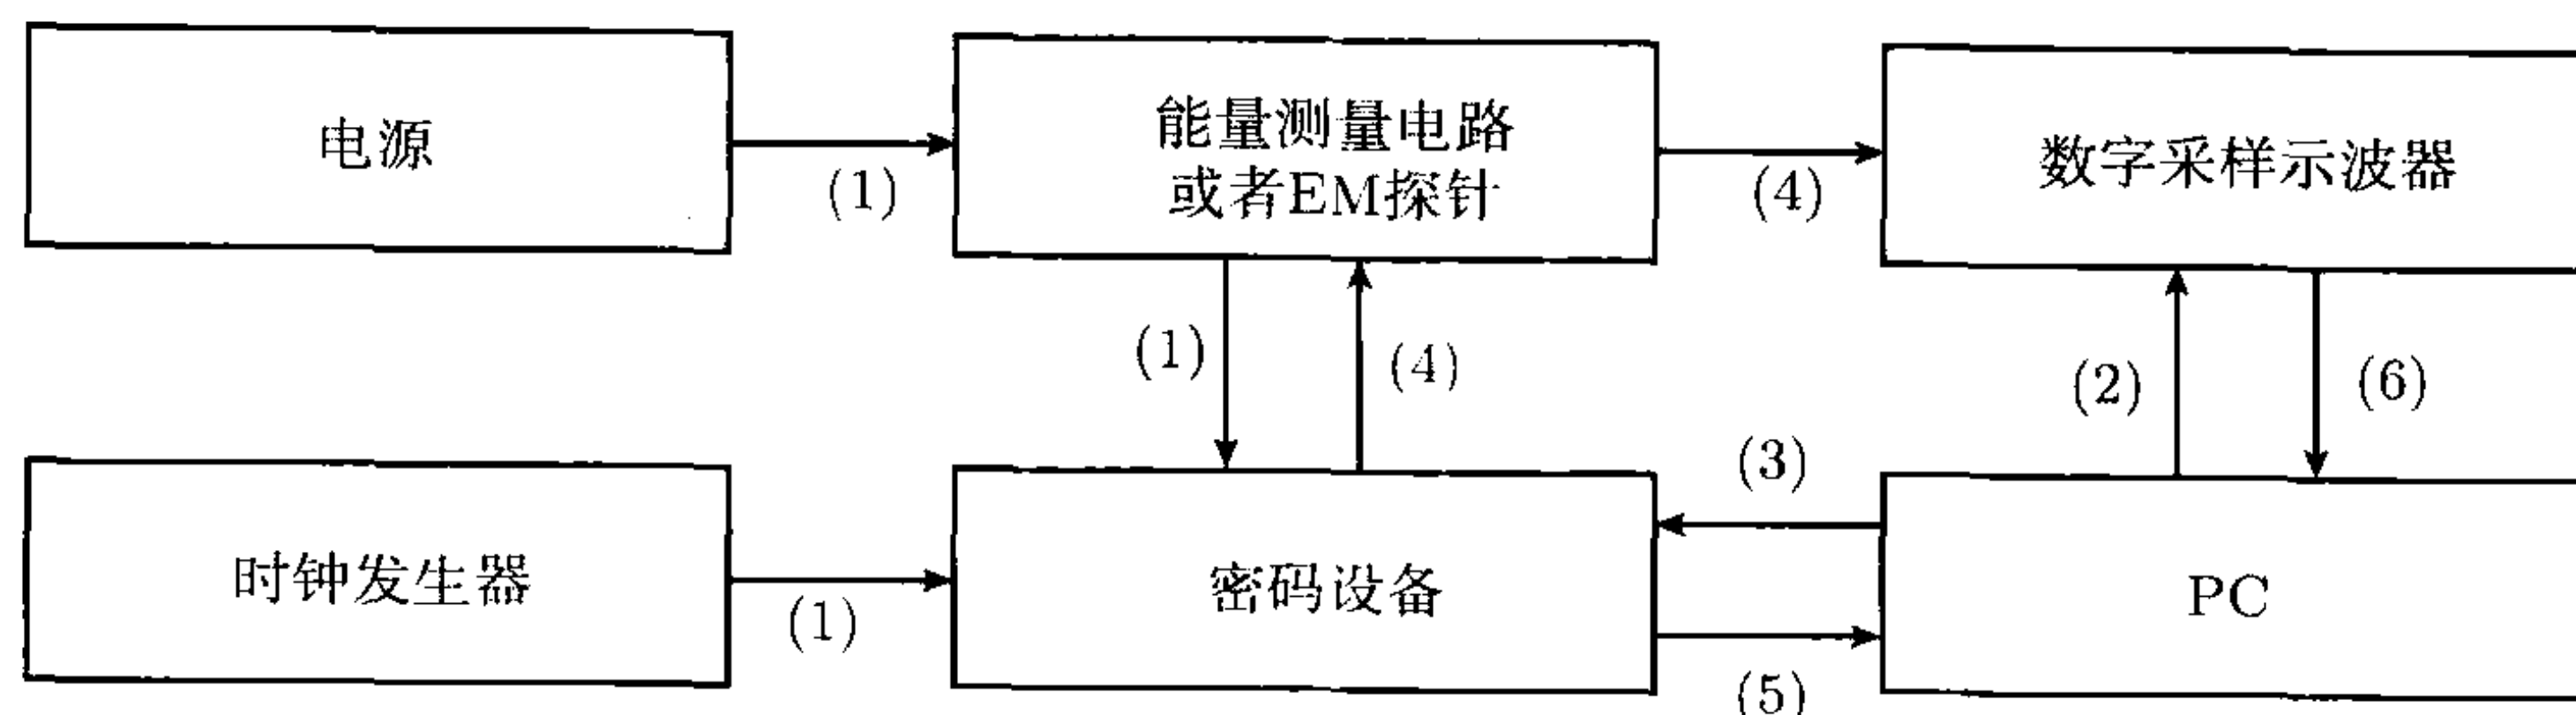 电源
(1)
能量测量电路
或者EM探针
(4)
数字采样示波器
(1)
(4)
(2)
(6)
时钟发生器
(1)
密码设备
(3)
(5)
PC